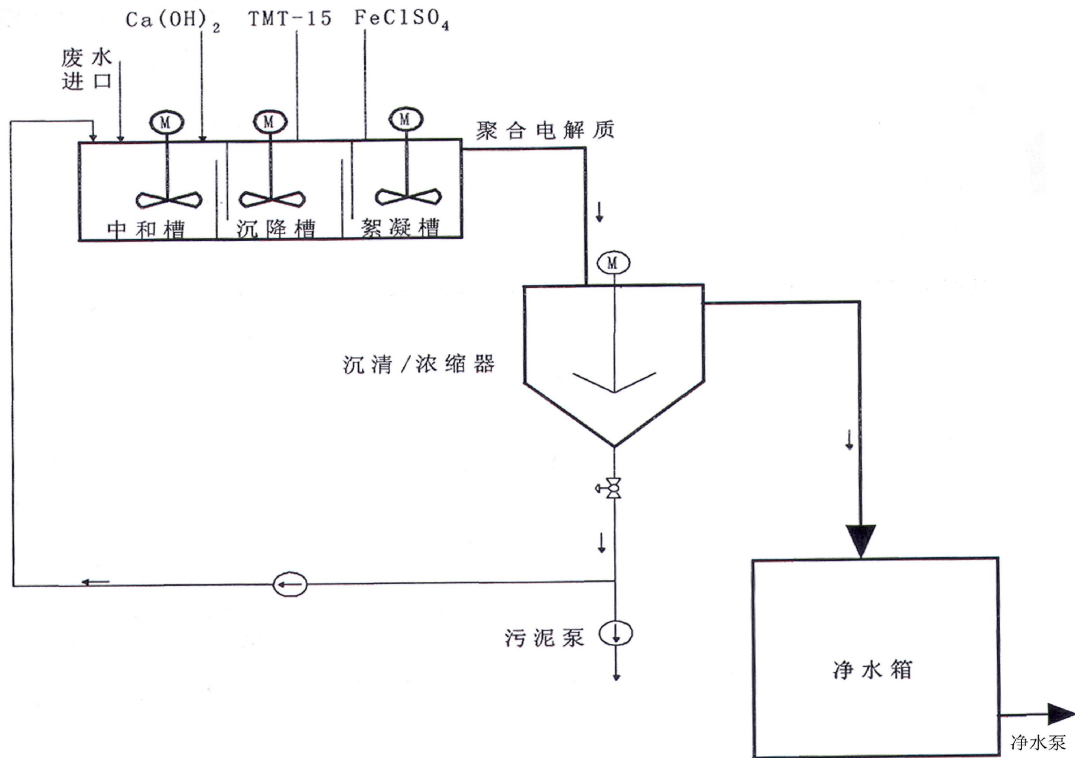 Ca(OH)₂ TMT-15 FeClSO₄
废水
进口
M M M
聚合电解质
中和槽 沉降槽 絮凝槽
M
沉清/浓缩器
污泥泵
净水箱
净水泵